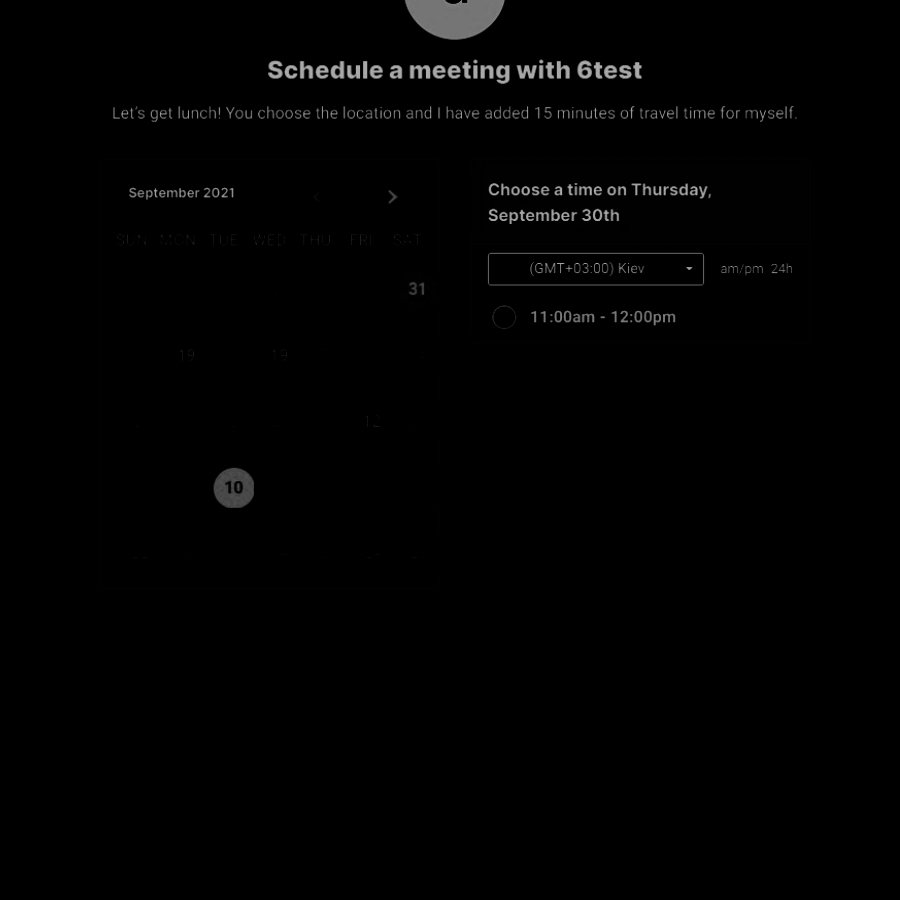 Schedule a meeting with 6test
Let's get lunch! You choose the location and I have added 15 minutes of travel time for myself.
September 2021
SUN MON TUE WED THU FRI SAT
31
19 19
12
10
Choose a time on Thursday,
September 30th
(GMT+03:00) Kiev am/pm 24h
11:00am - 12:00pm